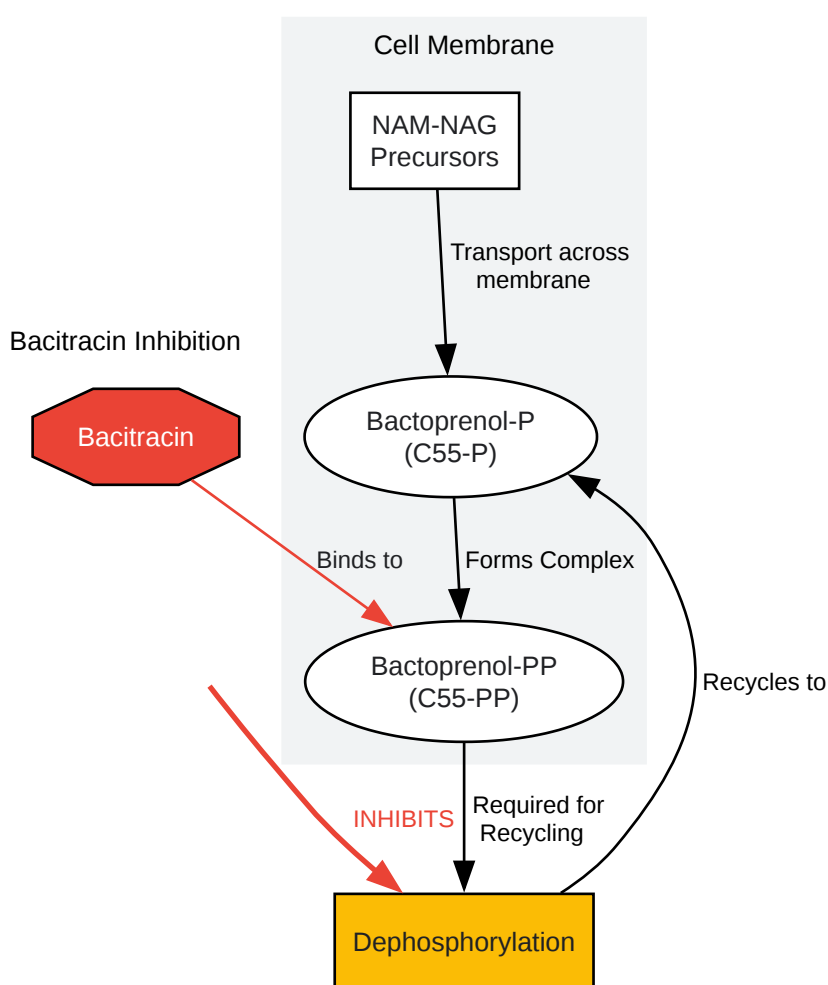 Cell Membrane
NAM-NAG
Precursors
Transport across
membrane
Bacitracin Inhibition
Bacitracin
Bactoprenol-P
(C55-P)
Binds to
Forms Complex
Bactoprenol-PP
(C55-PP)
Recycles to
INHIBITS
Required for
Recycling
Dephosphorylation